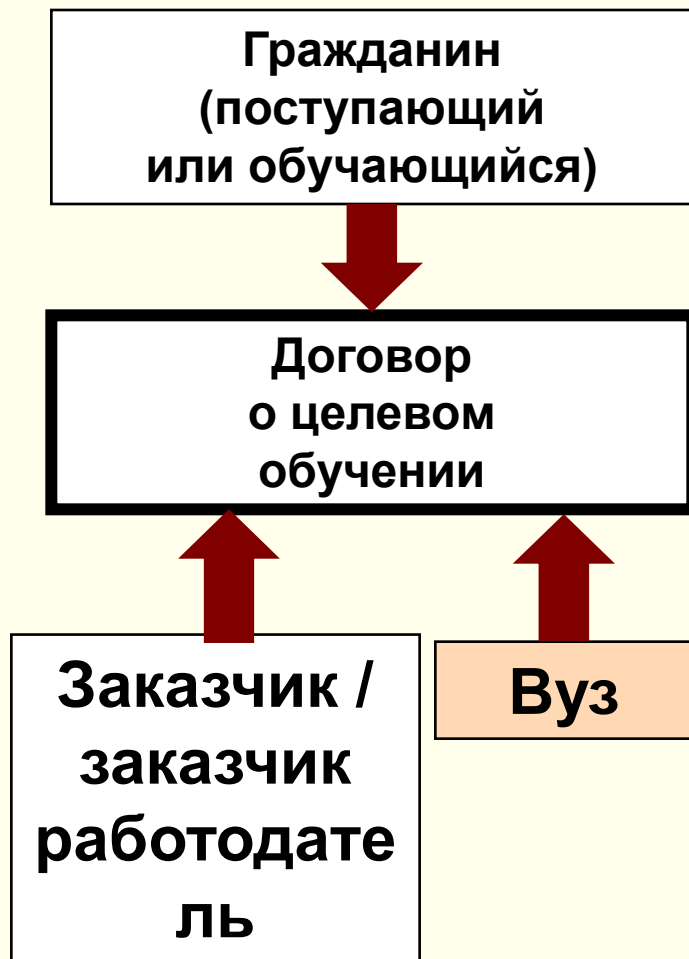 Гражданин
(поступающий
или обучающийся)
Договор
о целевом
обучении
Заказчик /
заказчик
работодате
ль
Вуз